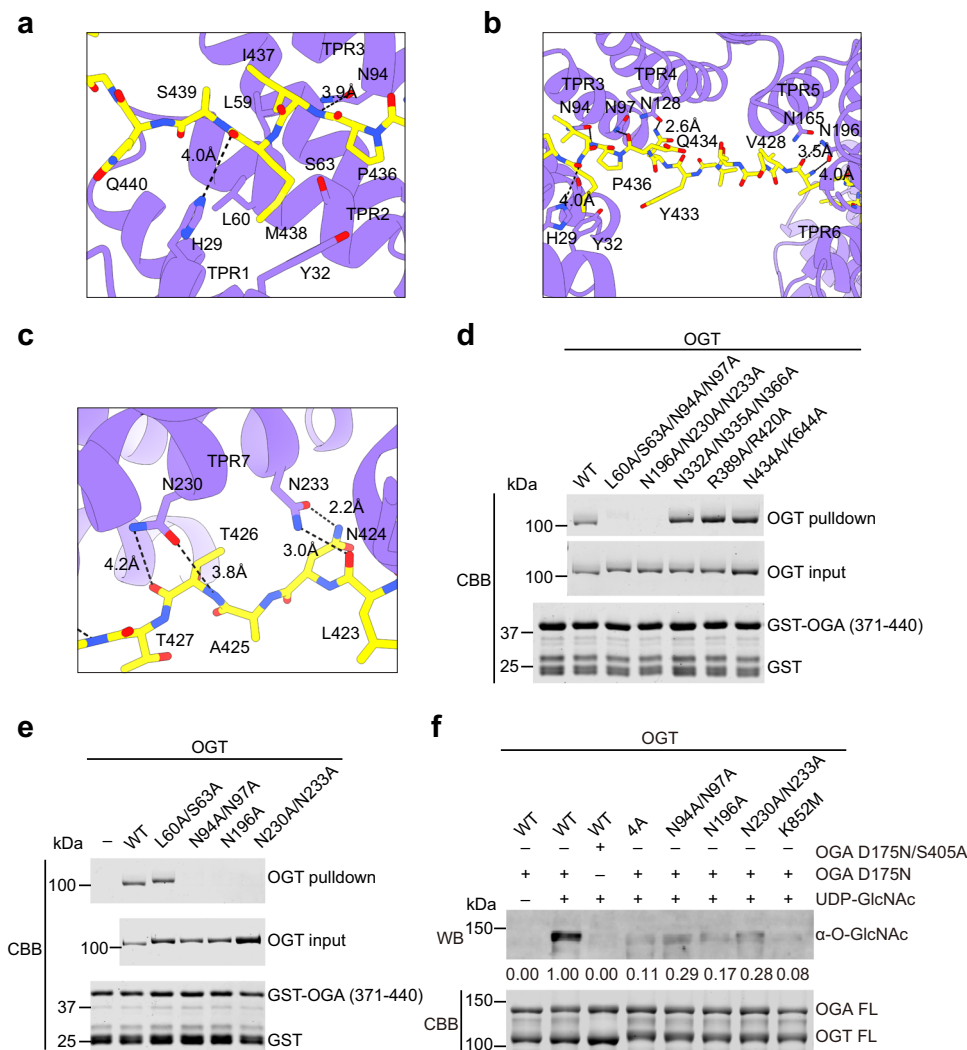 a
I437
TPR3
N94
S439
L59
3.9Å
4.0Å
S63
P436
Q440
L60
M438
TPR2
H29
Y32
TPR1
b
TPR3
TPR4
TPR5
N94
N97
N128
N165
N196
2.6Å
Q434
V428
3.5Å
4.0Å
P436
4.0Å
Y433
H29
Y32
TPR6
c
TPR7
N230
N233
2.2Å
T426
N424
4.2Å
3.8Å
3.0Å
T427
A425
L423
d
OGT
WT
L60A/S63A/N94A/N97A
N196A/N230A/N233A
N332A/N335A/N366A
R389A/R420A
N434A/K644A
kDa
100
OGT pulldown
100
OGT input
CBB
37
GST-OGA (371-440)
25
GST
e
OGT
–
WT
L60A/S63A
N94A/N97A
N196A
N230A/N233A
kDa
100
OGT pulldown
100
OGT input
CBB
GST-OGA (371-440)
37
25
GST
f
OGT
WT
WT
WT
4A
N94A/N97A
N196A
N230A/N233A
K852M
– – + – – – – – OGA D175N/S405A
+ + – + + + + + OGA D175N
– + + + + + + + UDP-GlcNAc
kDa
150
WB
α-O-GlcNAc
100
0.00 1.00 0.00 0.11 0.29 0.17 0.28 0.08
150
OGA FL
CBB
100
OGT FL